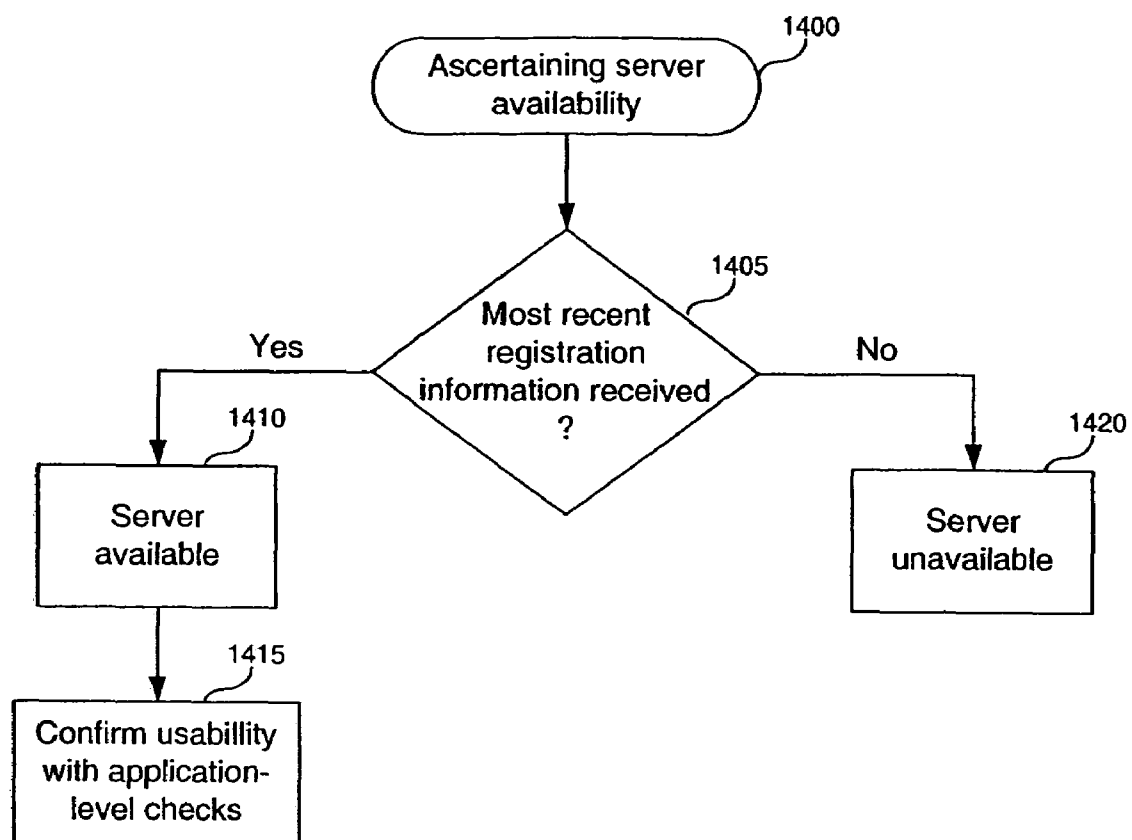 1400
Ascertaining server
availability
1405
Most recent
registration
information received
?
Yes
No
1410
Server
available
1420
Server
unavailable
1415
Confirm usabillity
with application-
level checks